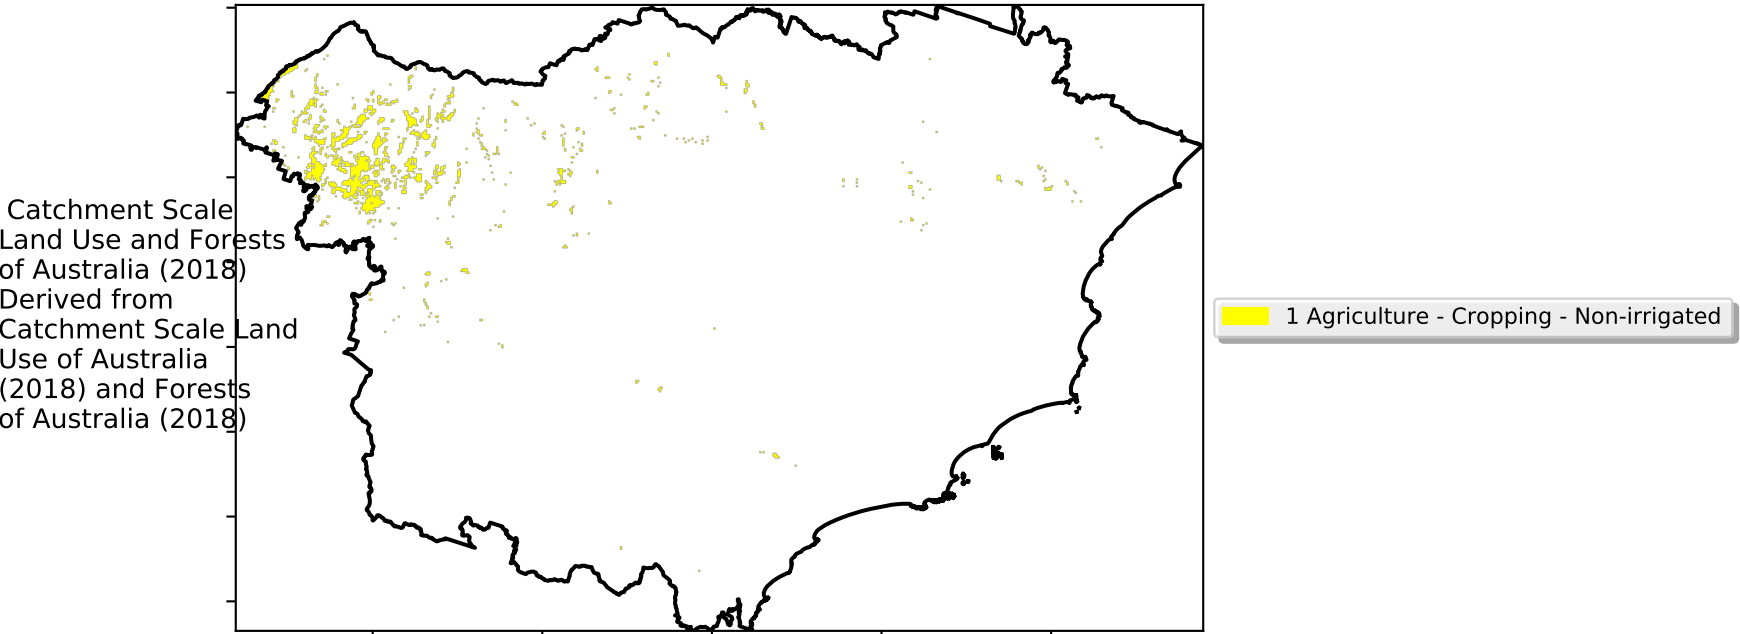 Catchment Scale
Land Use and Forests
of Australia (2018)
Derived from
Catchment Scale Land
Use of Australia
(2018) and Forests
of Australia (2018)
1 Agriculture - Cropping - Non-irrigated